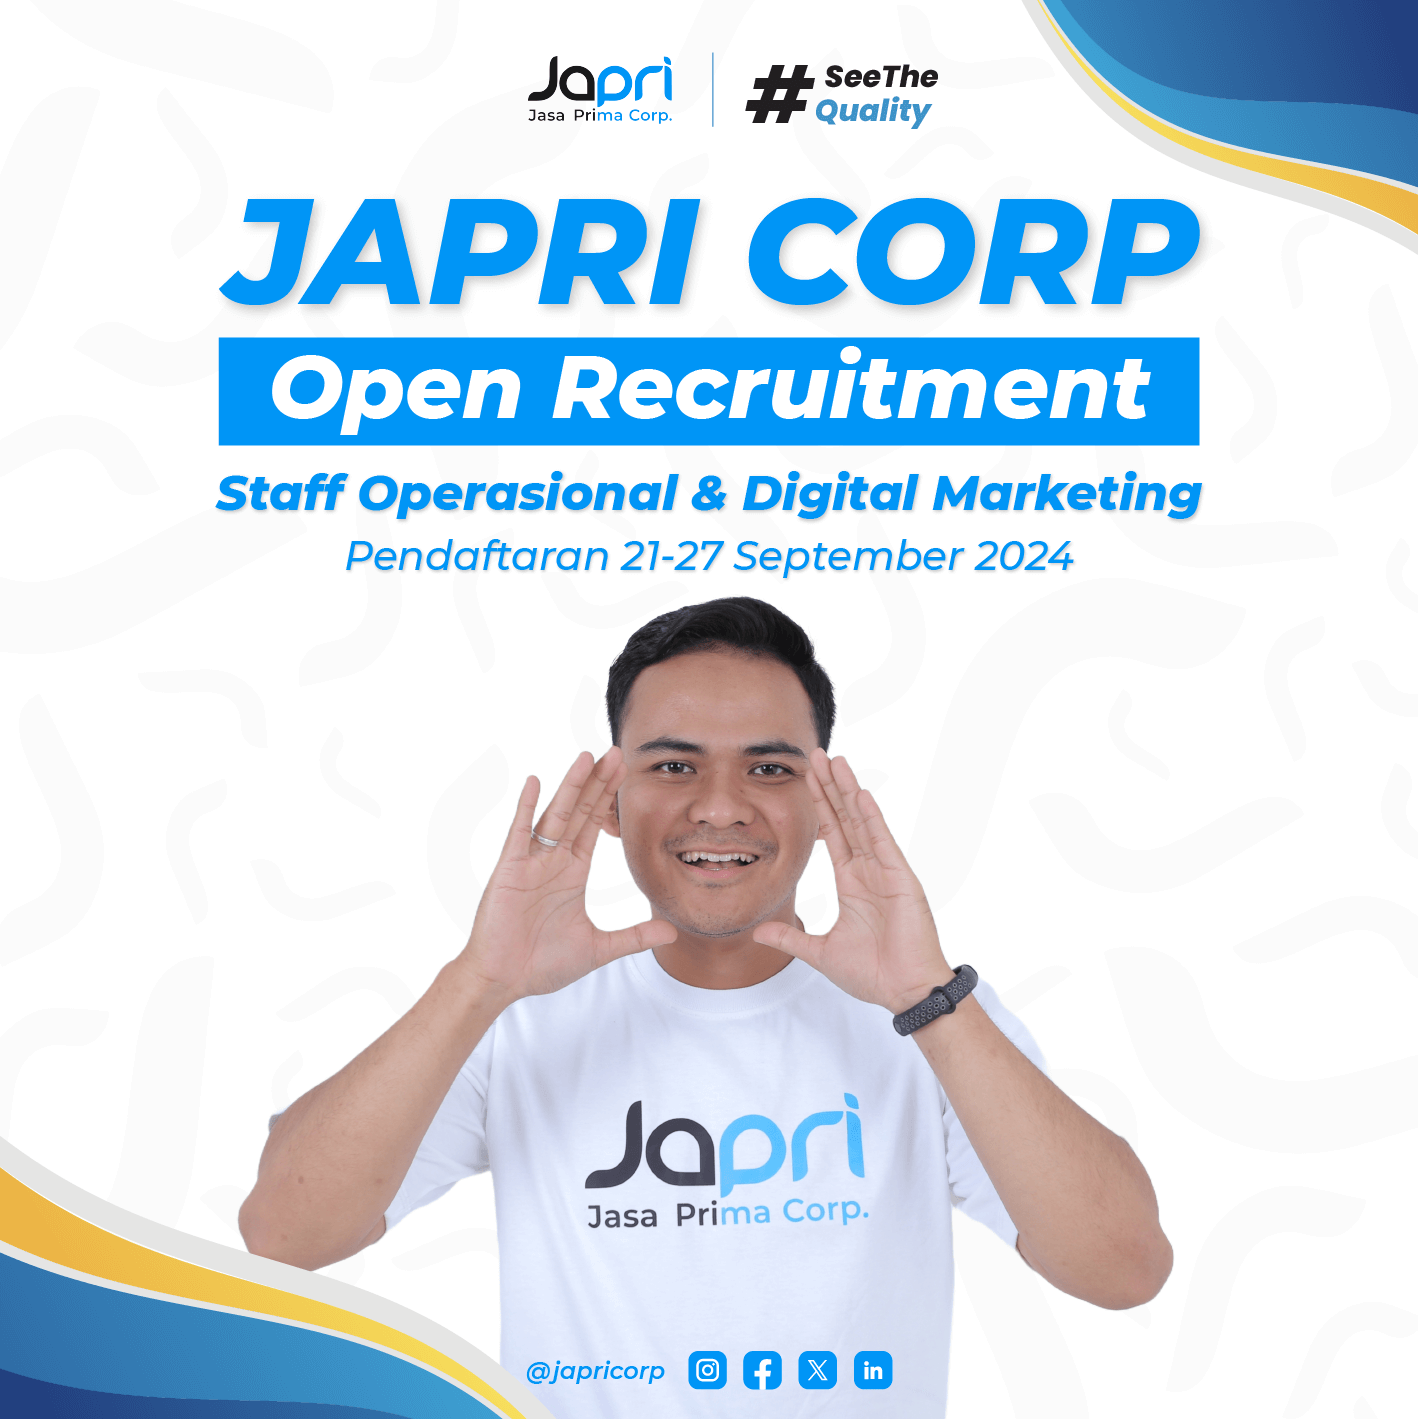 Japri
Jasa Prima Corp.
#SeeThe
Quality
JAPRI CORP
Open Recruitment
Staff Operasional & Digital Marketing
Pendaftaran 21-27 September 2024
Japri
Jasa Prima Corp.
@japricorp